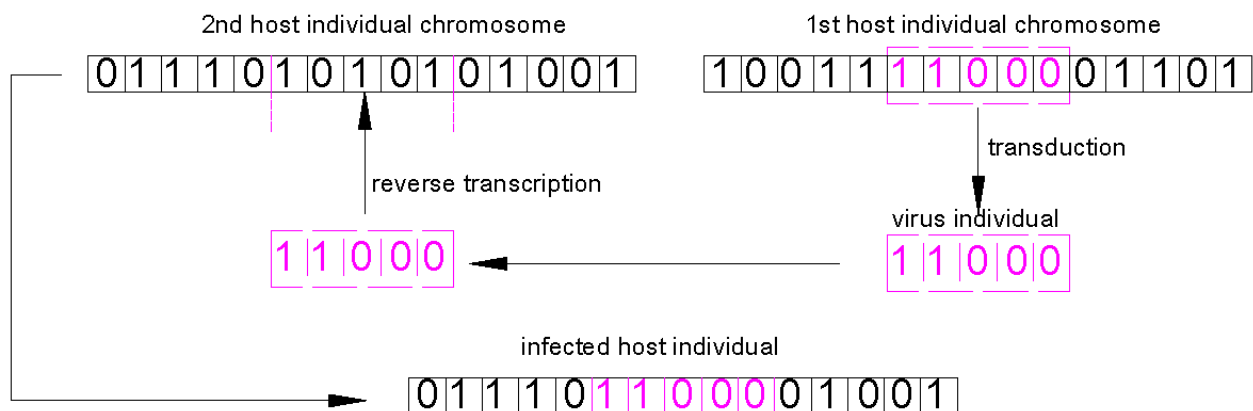 2nd host individual chromosome
1st host individual chromosome
0 1 1 1 0 1 0 1 0 1 0 1 0 0 1
1 0 0 1 1 1 1 0 0 0 0 1 1 0 1
transduction
reverse transcription
virus individual
1 1 0 0 0
1 1 0 0 0
infected host individual
0 1 1 1 0 1 1 0 0 0 0 1 0 0 1